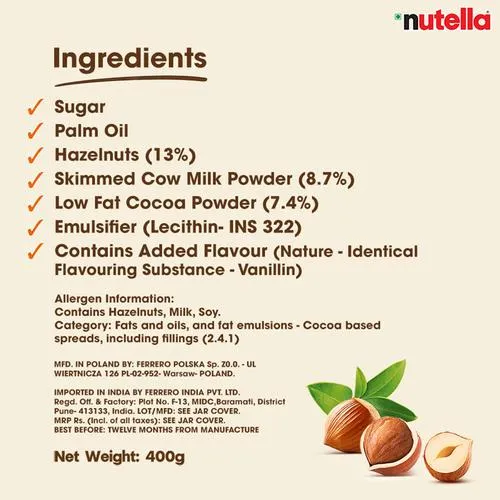 nutella
Ingredients
✓ Sugar
✓ Palm Oil
✓ Hazelnuts (13%)
✓ Skimmed Cow Milk Powder (8.7%)
✓ Low Fat Cocoa Powder (7.4%)
✓ Emulsifier (Lecithin- INS 322)
✓ Contains Added Flavour (Nature - Identical
Flavouring Substance - Vanillin)
Allergen Information:
Contains Hazelnuts, Milk, Soy.
Category: Fats and oils, and fat emulsions - Cocoa based
spreads, including fillings (2.4.1)
MFD. IN POLAND BY: FERRERO POLSKA Sp. Z0.0. - UL
WIERTNICZA 126 PL-02-952- Warsaw- POLAND.
IMPORTED IN INDIA BY FERRERO INDIA PVT. LTD.
Regd. Off. & Factory: Plot No. F-13, MIDC,Baramati, District
Pune- 413133, India. LOT/MFD: SEE JAR COVER.
MRP Rs. (Incl. of all taxes): SEE JAR COVER.
BEST BEFORE: TWELVE MONTHS FROM MANUFACTURE
Net Weight: 400g